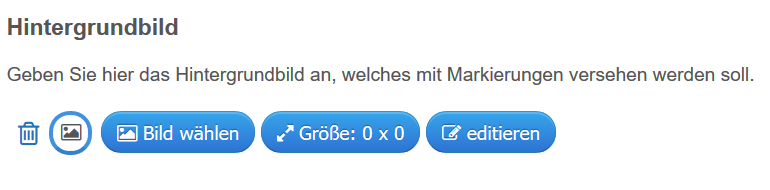 Hintergrundbild
Geben Sie hier das Hintergrundbild an, welches mit Markierungen versehen werden soll.
Bild wählen Größe: 0 x 0 editieren